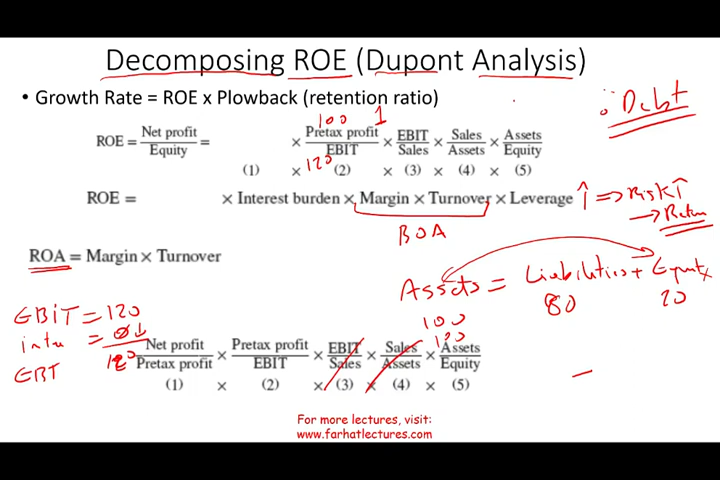 Decomposing ROE (Dupont Analysis)
• Growth Rate = ROE x Plowback (retention ratio)
: Debt
100 1
ROE = Net profit / Equity = × Pretax profit / EBIT × EBIT / Sales × Sales / Assets × Assets / Equity
120
(1) × (2) × (3) × (4) × (5)
ROE = × Interest burden × Margin × Turnover × Leverage ↑ ⇒ Risk↑
→ Return
ROA
ROA = Margin × Turnover
Assets = Liabilities + Equity
100 80 20
EBIT = 120
inte = 0↓
120
EBT
Net profit / Pretax profit × Pretax profit / EBIT × EBIT / Sales × Sales / Assets × Assets / Equity
(1) × (2) × (3) × (4) × (5)
For more lectures, visit:
www.farhatlectures.com